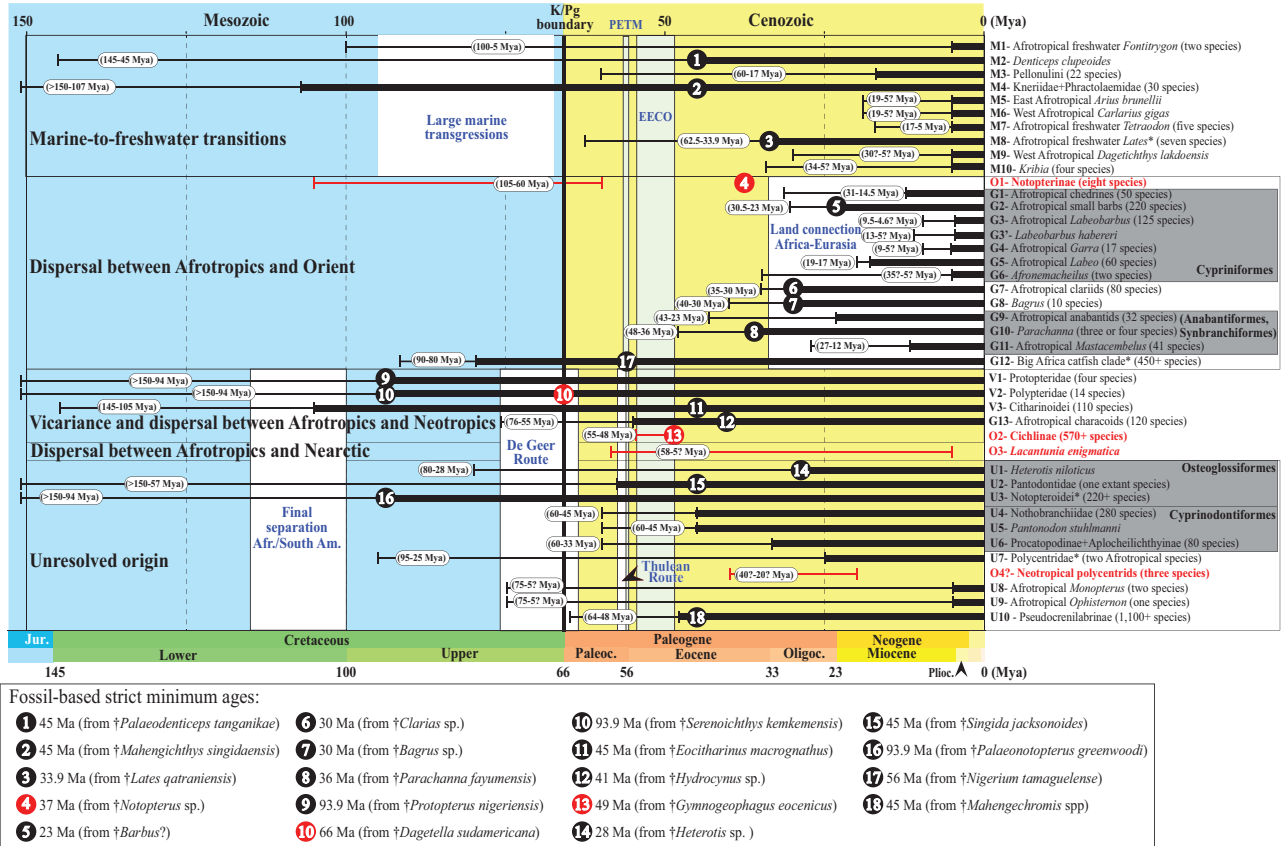 150 Mesozoic 100 K/Pg boundary PETM 50 Cenozoic 0 (Mya)
(100-5 Mya) M1- Afrotropical freshwater Fontitrygon (two species)
(145-45 Mya) 1 M2- Denticeps clupeoides
(60-17 Mya) M3- Pellonulini (22 species)
(>150-107 Mya) 2 M4- Kneriidae+Phractolaemidae (30 species)
(19-5? Mya) M5- East Afrotropical Arius brunellii
(19-5? Mya) M6- West Afrotropical Carlarius gigas
Large marine transgressions
EECO
(17-5 Mya) M7- Afrotropical freshwater Tetraodon (five species)
Marine-to-freshwater transitions
(62.5-33.9 Mya) 3 M8- Afrotropical freshwater Lates* (seven species)
(30?-5? Mya) M9- West Afrotropical Dagetichthys lakdoensis
(34-5? Mya) M10- Kribia (four species)
(105-60 Mya) 4 O1- Notopterinae (eight species)
(31-14.5 Mya) G1- Afrotropical chedrines (50 species)
(30.5-23 Mya) 5 G2- Afrotropical small barbs (220 species)
(9.5-4.6? Mya) G3- Afrotropical Labeobarbus (125 species)
Land connection Africa-Eurasia
(13-5? Mya) G3'- Labeobarbus habereri
(9-5? Mya) G4- Afrotropical Garra (17 species)
(19-17 Mya) G5- Afrotropical Labeo (60 species)
Dispersal between Afrotropics and Orient
(35?-5? Mya) G6- Afronemacheilus (two species) Cypriniformes
(35-30 Mya) 6 G7- Afrotropical clariids (80 species)
(40-30 Mya) 7 G8- Bagrus (10 species)
(43-23 Mya) G9- Afrotropical anabantids (32 species) (Anabantiformes,
(48-36 Mya) 8 G10- Parachanna (three or four species) Synbranchiformes)
(27-12 Mya) G11- Afrotropical Mastacembelus (41 species)
(90-80 Mya) 17 G12- Big Africa catfish clade* (450+ species)
(>150-94 Mya) 9 V1- Protopteridae (four species)
(>150-94 Mya) 10 10 V2- Polypteridae (14 species)
(145-105 Mya) 11 V3- Citharinoidei (110 species)
Vicariance and dispersal between Afrotropics and Neotropics (76-55 Mya) 12 G13- Afrotropical characoids (120 species)
(55-48 Mya) 13 O2- Cichlinae (570+ species)
Dispersal between Afrotropics and Nearctic De Geer Route (58-5? Mya) O3- Lacantunia enigmatica
(80-28 Mya) 14 U1- Heterotis niloticus Osteoglossiformes
(>150-57 Mya) 15 U2- Pantodontidae (one extant species)
(>150-94 Mya) 16 U3- Notopteroidei* (220+ species)
Final separation Afr./South Am.
(60-45 Mya) U4- Nothobranchiidae (280 species) Cyprinodontiformes
(60-45 Mya) U5- Pantonodon stuhlmanni
(60-33 Mya) U6- Procatopodinae+Aplocheilichthyinae (80 species)
Unresolved origin
(95-25 Mya) U7- Polycentridae* (two Afrotropical species)
Thulean Route
(40?-20? Mya) O4?- Neotropical polycentrids (three species)
(75-5? Mya) U8- Afrotropical Monopterus (two species)
(75-5? Mya) U9- Afrotropical Ophisternon (one species)
(64-48 Mya) 18 U10 - Pseudocrenilabrinae (1,100+ species)
Jur. Cretaceous Paleogene Neogene
Lower Upper Paleoc. Eocene Oligoc. Miocene
145 100 66 56 33 23 Plioc. 0 (Mya)
Fossil-based strict minimum ages:
1 45 Ma (from †Palaeodenticeps tanganikae) 6 30 Ma (from †Clarias sp.) 10 93.9 Ma (from †Serenoichthys kemkemensis) 15 45 Ma (from †Singida jacksonoides)
2 45 Ma (from †Mahengichthys singidaensis) 7 30 Ma (from †Bagrus sp.) 11 45 Ma (from †Eocitharinus macrognathus) 16 93.9 Ma (from †Palaeonotopterus greenwoodi)
3 33.9 Ma (from †Lates qatraniensis) 8 36 Ma (from †Parachanna fayumensis) 12 41 Ma (from †Hydrocynus sp.) 17 56 Ma (from †Nigerium tamaguelense)
4 37 Ma (from †Notopterus sp.) 9 93.9 Ma (from †Protopterus nigeriensis) 13 49 Ma (from †Gymnogeophagus eocenicus) 18 45 Ma (from †Mahengechromis spp)
5 23 Ma (from †Barbus?) 10 66 Ma (from †Dagetella sudamericana) 14 28 Ma (from †Heterotis sp. )